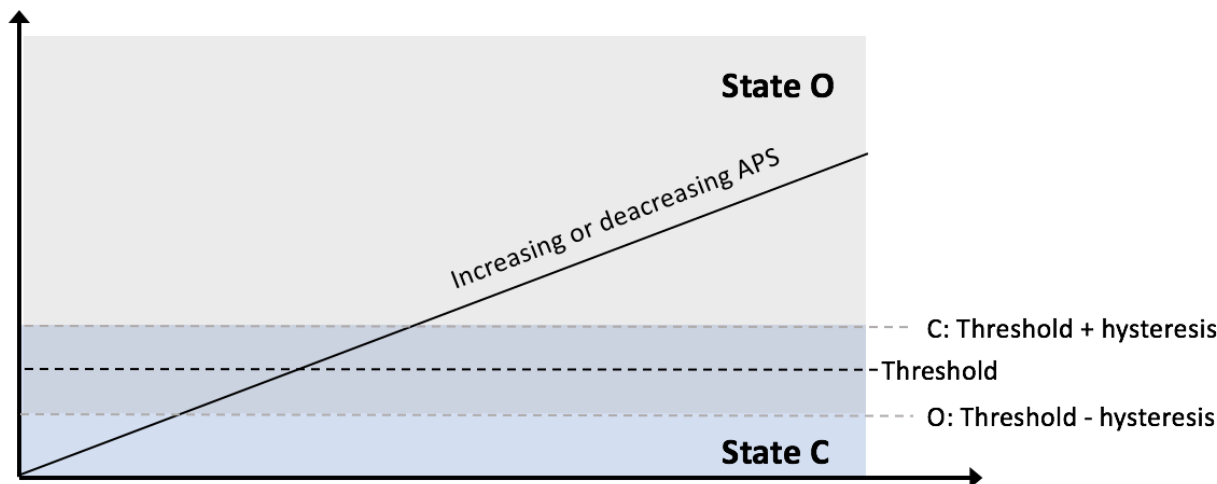 State O
Increasing or deacreasing APS
C: Threshold + hysteresis
Threshold
O: Threshold - hysteresis
State C